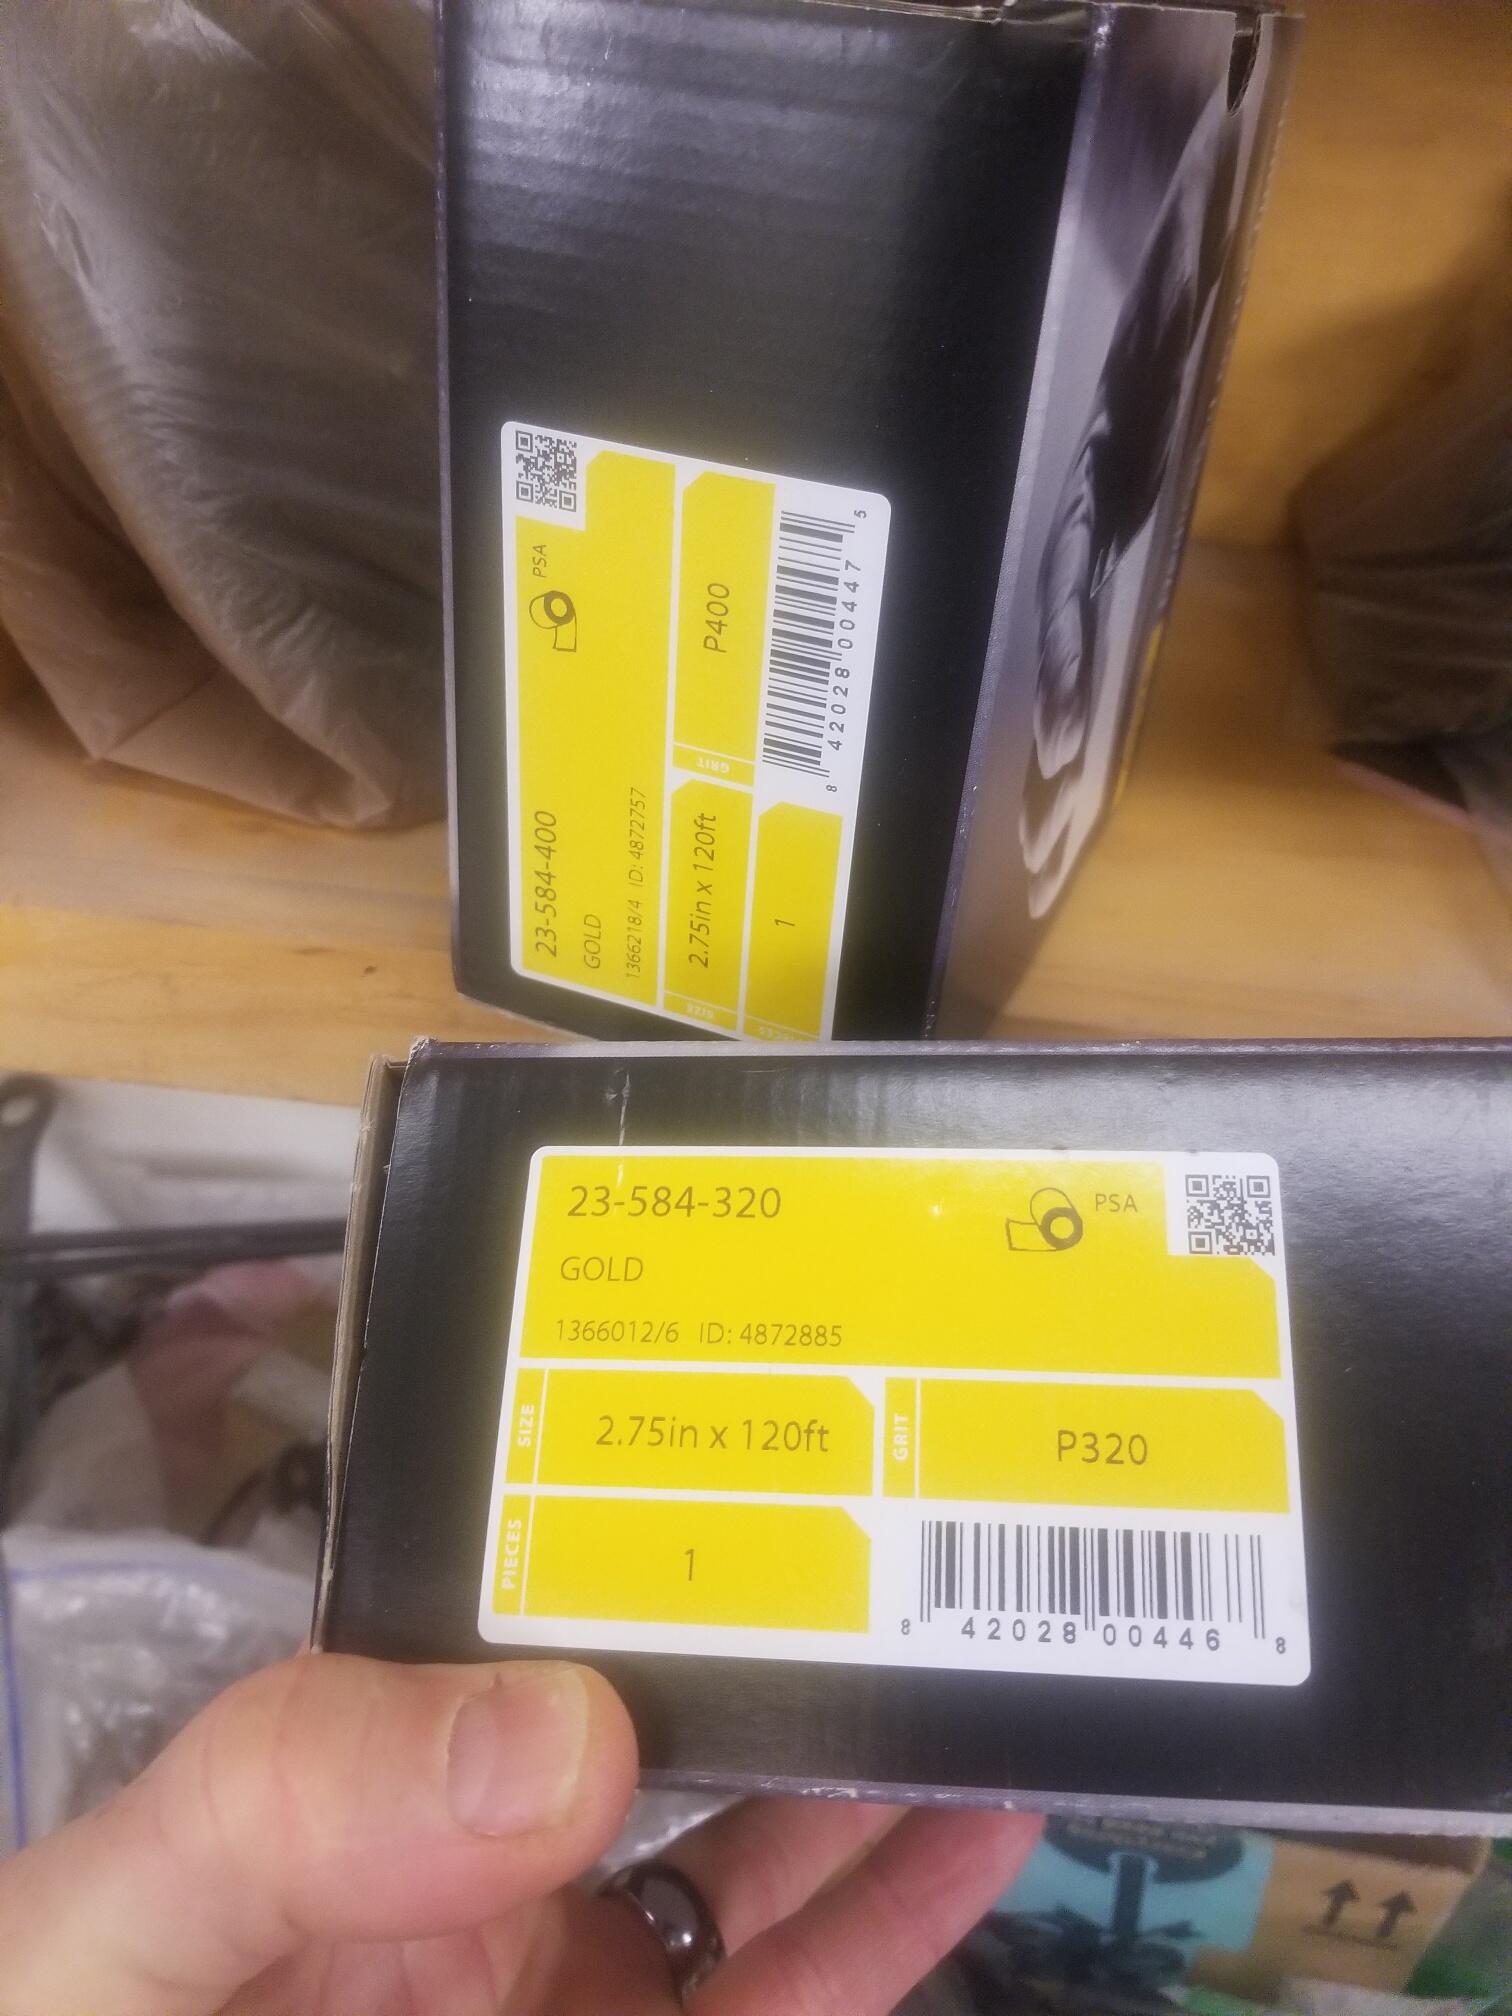 23-584-400
PSA
GOLD
1366218/4 ID: 4872757
SIZE
2.75in x 120ft
GRIT
P400
PIECES
1
8 42028 00447 5
23-584-320
PSA
GOLD
1366012/6 ID: 4872885
SIZE
2.75in x 120ft
GRIT
P320
PIECES
1
8 42028 00446 8